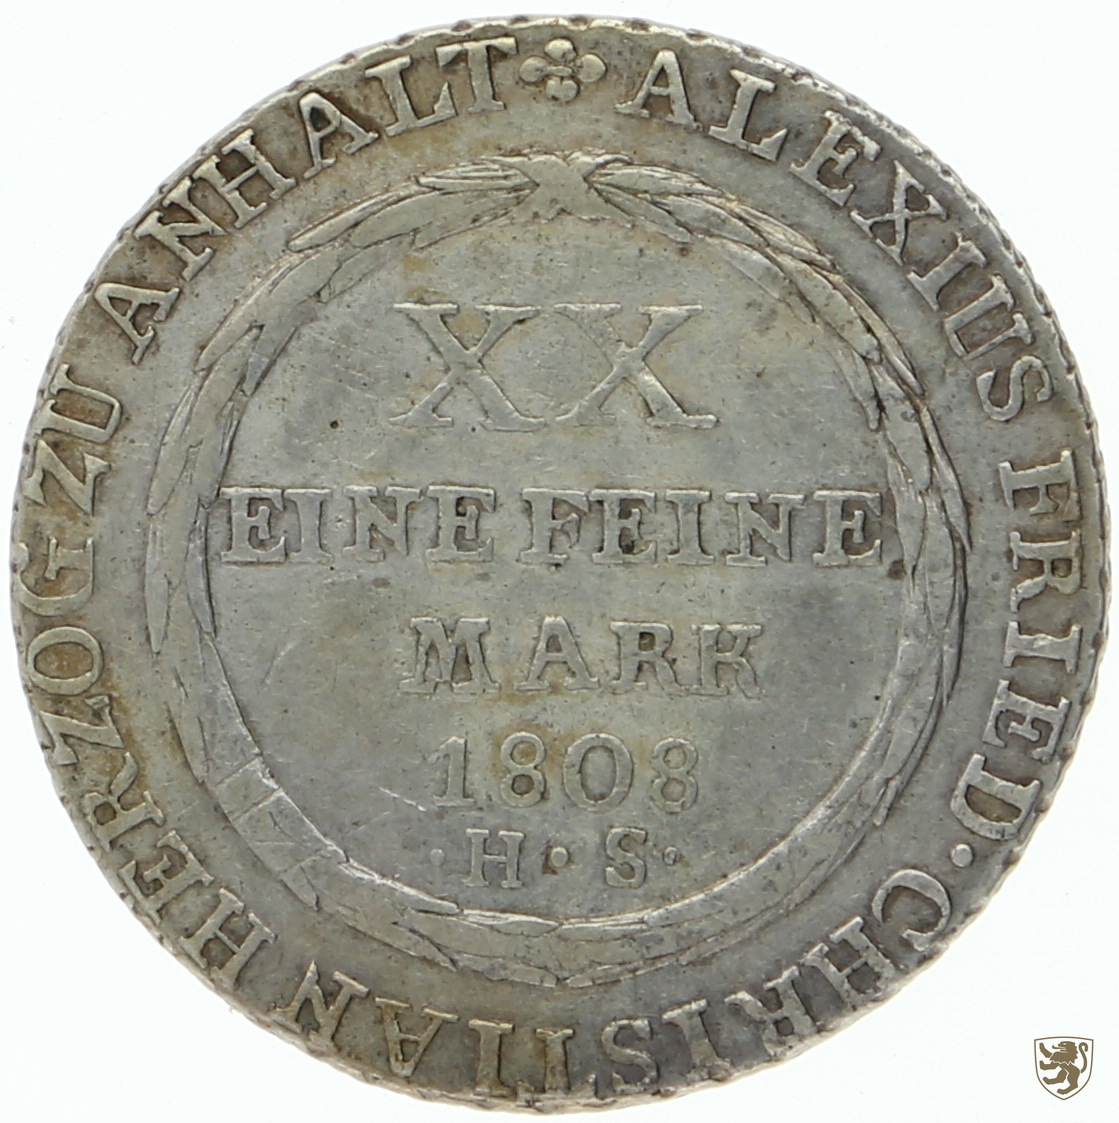 ALEXIUS FRIED. CHRISTIAN HERZOG ZU ANHALT
XX
EINE FEINE
MARK
1808
·H·S·